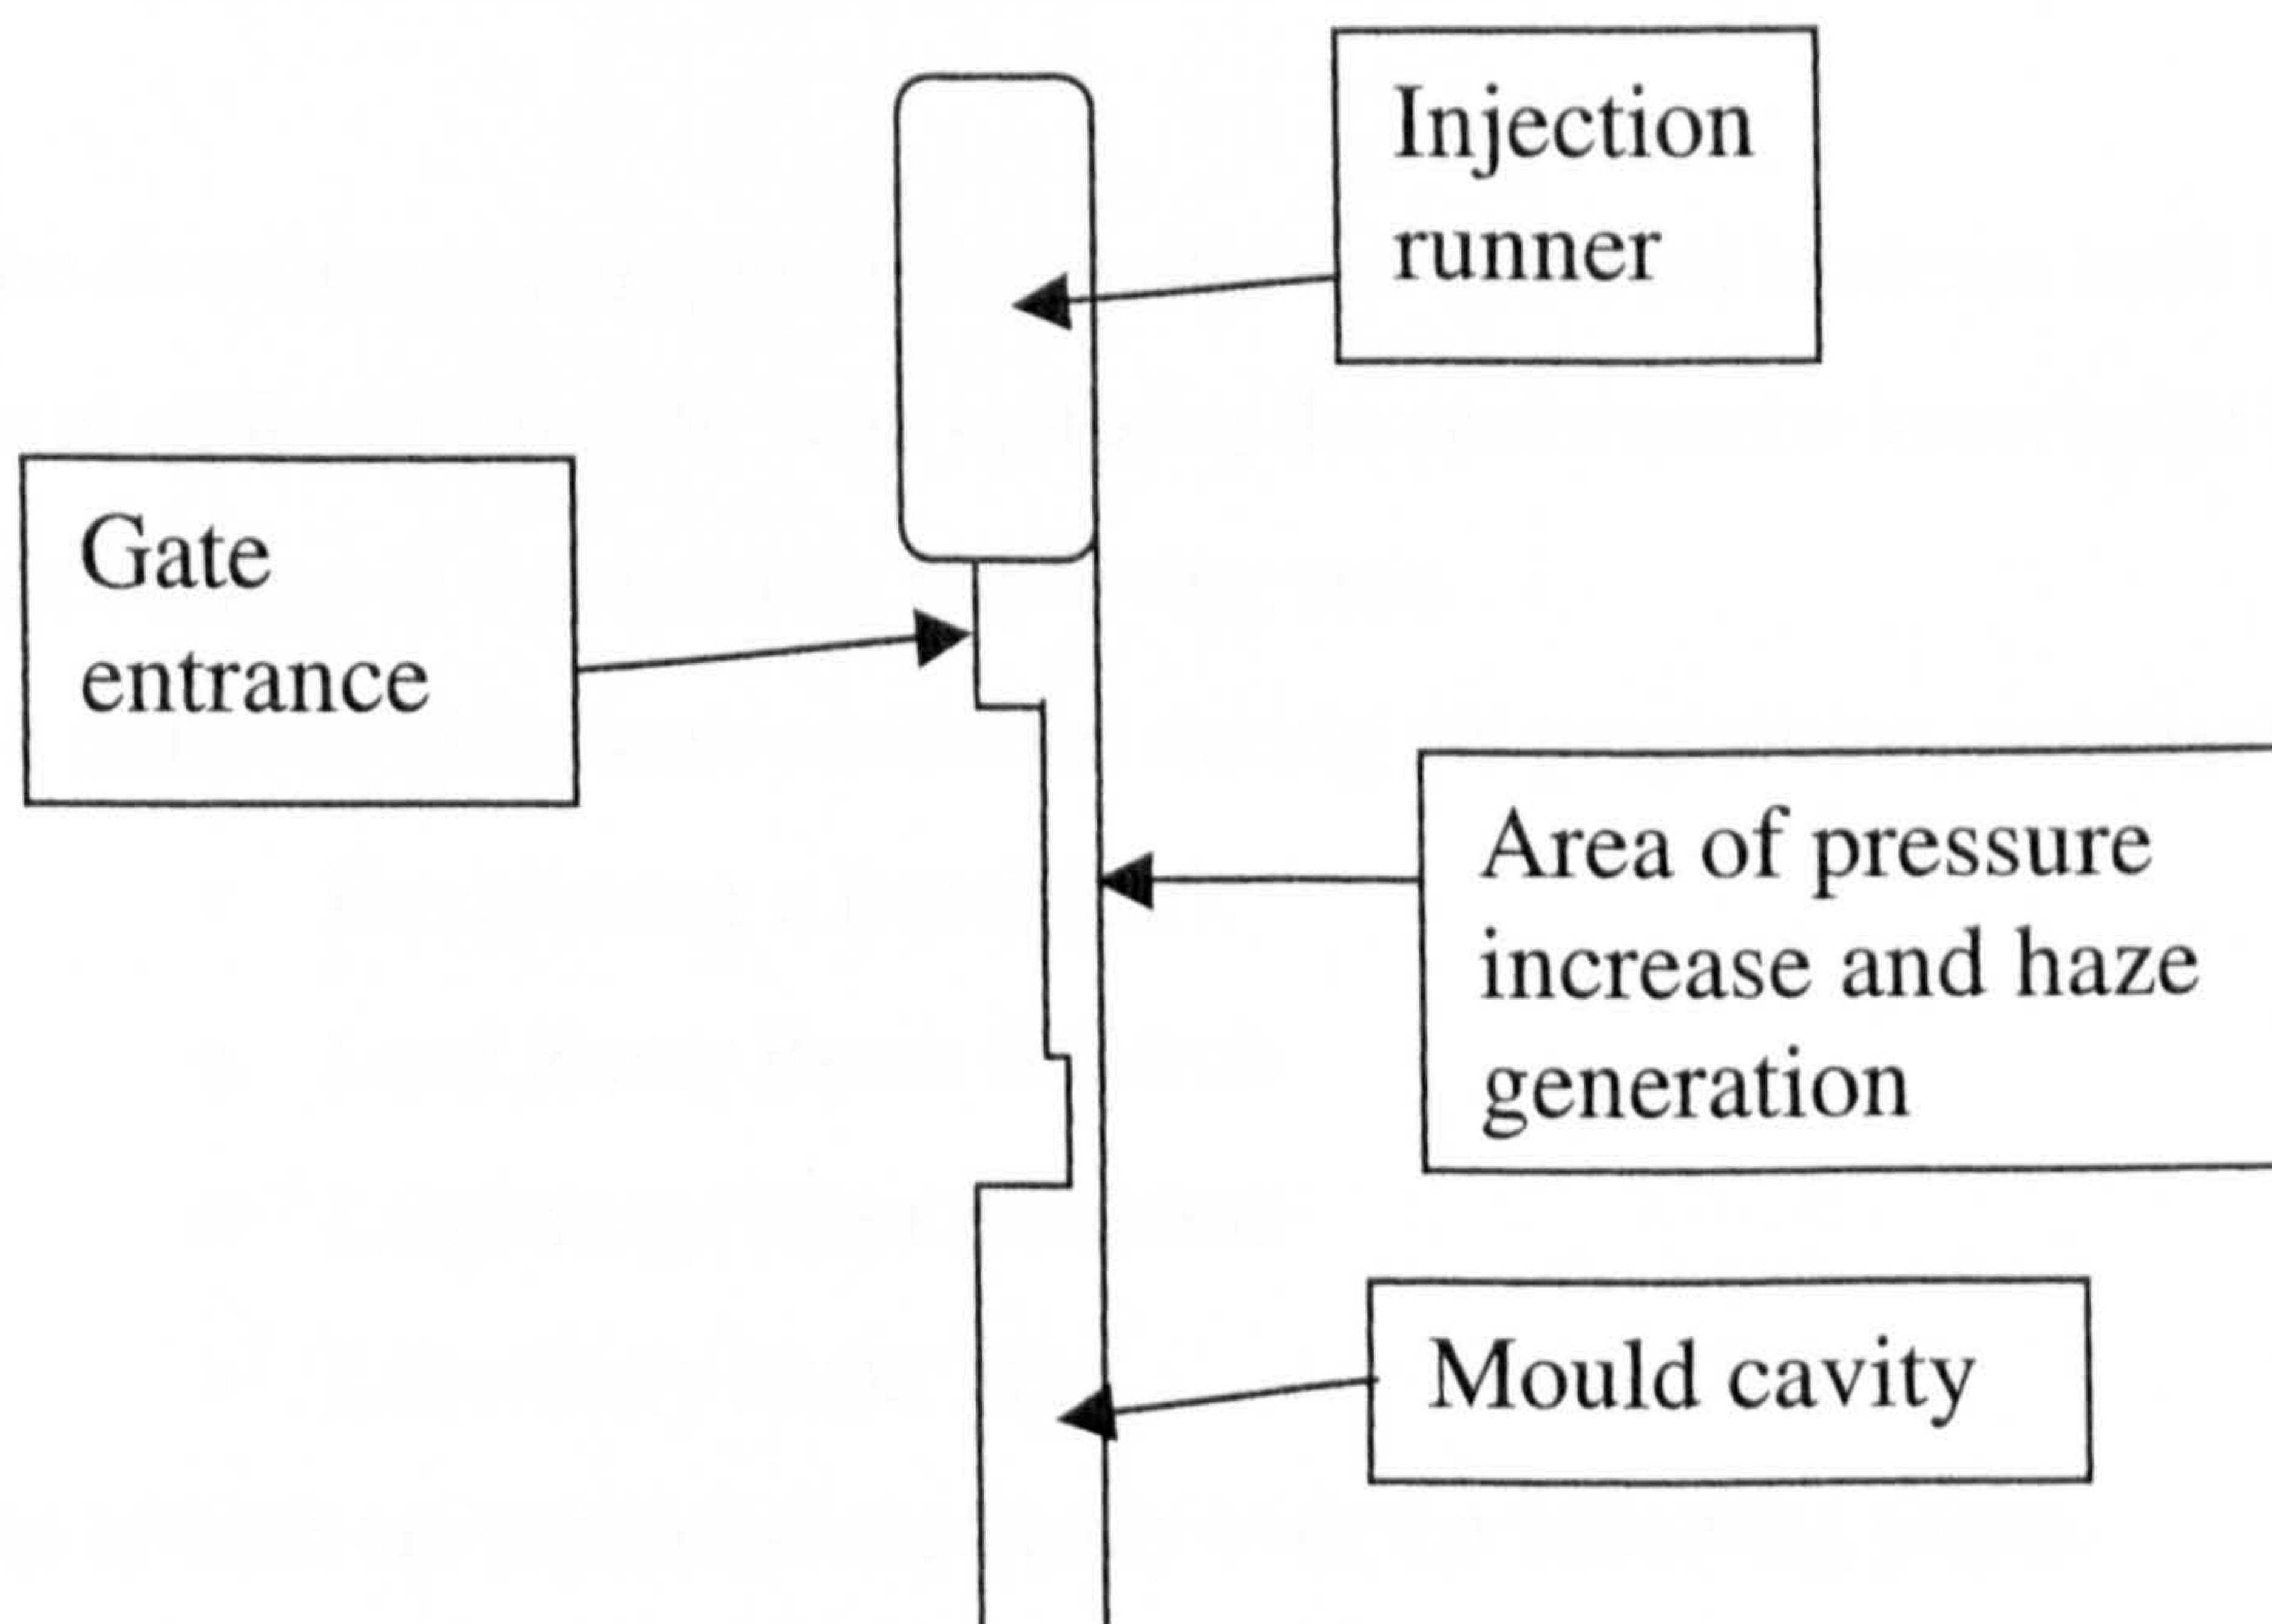 Injection
runner
Gate
entrance
Area of pressure
increase and haze
generation
Mould cavity